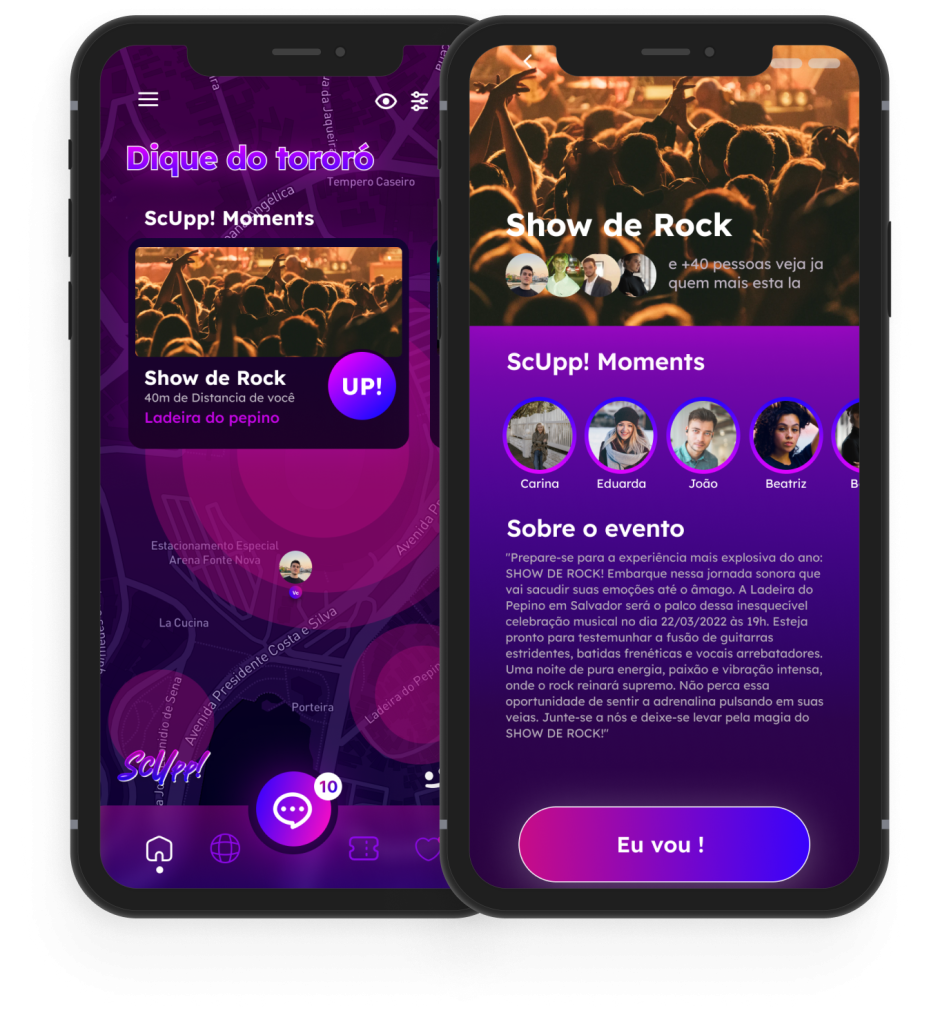 Dique do tororó
Tempero Caseiro
ScUpp! Moments
Show de Rock
40m de Distancia de você
Ladeira do pepino
UP!
Estacionamento Especial
Arena Fonte Nova
Ve
La Cucina
Avenida Presidente Costa e Silva
Ladeira do Pepin
Porteira
Avenida Pr
ScUpp!
10
Show de Rock
e +40 pessoas veja ja
quem mais esta la
ScUpp! Moments
Carina
Eduarda
João
Beatriz
B
Sobre o evento
"Prepare-se para a experiência mais explosiva do ano:
SHOW DE ROCK! Embarque nessa jornada sonora que
vai sacudir suas emoções até o âmago. A Ladeira do
Pepino em Salvador será o palco dessa inesquecivel
celebração musical no dia 22/03/2022 às 19h. Esteja
pronto para testemunhar a fusão de guitarras
estridentes, batidas frenéticas e vocais arrebatadores.
Uma noite de pura energia, paixão e vibração intensa,
onde o rock reinará supremo. Não perca essa
oportunidade de sentir a adrenalina pulsando em suas
veias. Junte-se a nós e deixe-se levar pela magia do
SHOW DE ROCK!"
Eu vou !